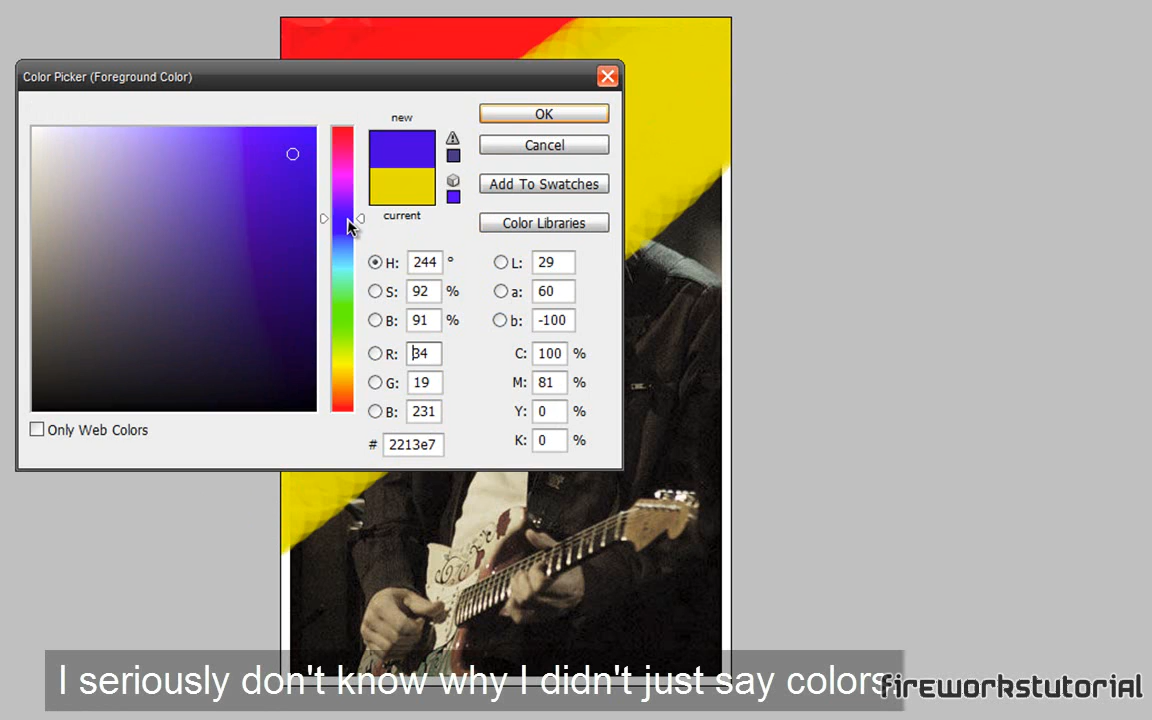 Color Picker (Foreground Color)
new
current
OK
Cancel
Add To Swatches
Color Libraries
H: 244 °
S: 92 %
B: 91 %
R: 34
G: 19
B: 231
# 2213e7
L: 29
a: 60
b: -100
C: 100 %
M: 81 %
Y: 0 %
K: 0 %
Only Web Colors
I seriously don't know why I didn't just say colors
fireworkstutorial